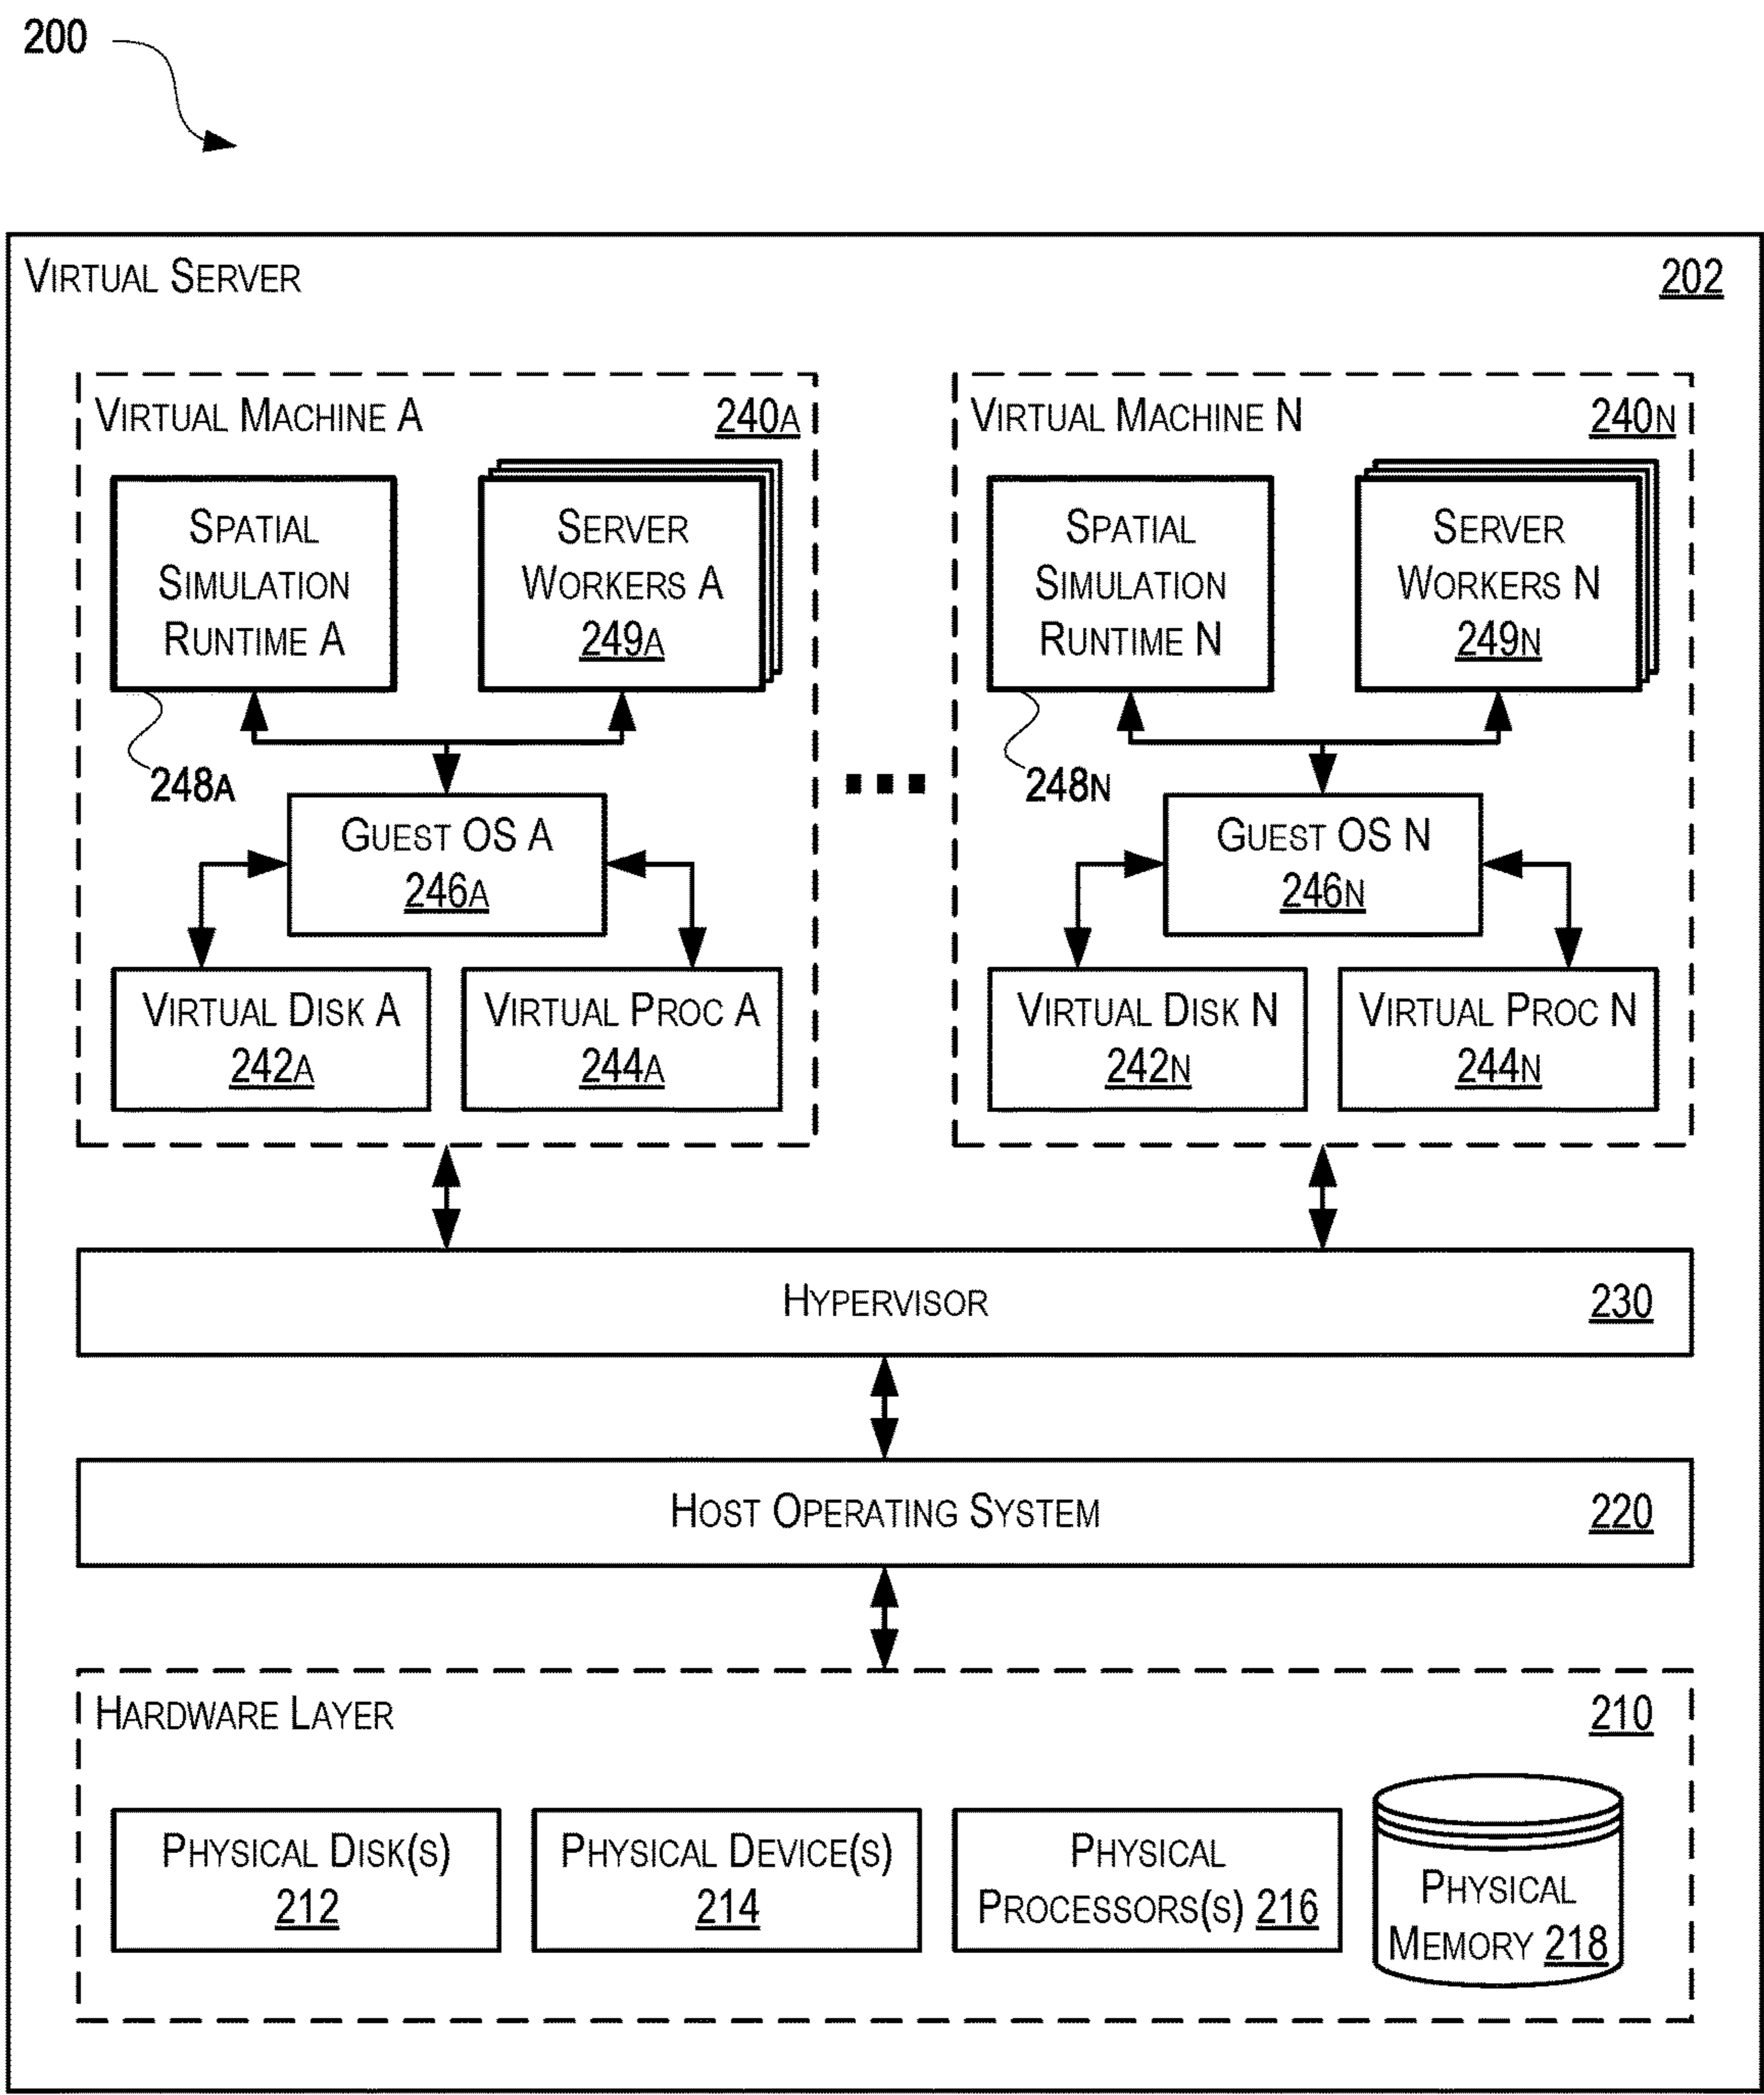 200
Virtual Server 202
Virtual Machine A 240A
Spatial
Simulation
Runtime A
Server
Workers A
249A
248A
Guest OS A
246A
Virtual Disk A
242A
Virtual Proc A
244A
Virtual Machine N 240N
Spatial
Simulation
Runtime N
Server
Workers N
249N
248N
Guest OS N
246N
Virtual Disk N
242N
Virtual Proc N
244N
Hypervisor 230
Host Operating System 220
Hardware Layer 210
Physical Disk(s)
212
Physical Device(s)
214
Physical
Processors(s) 216
Physical
Memory 218